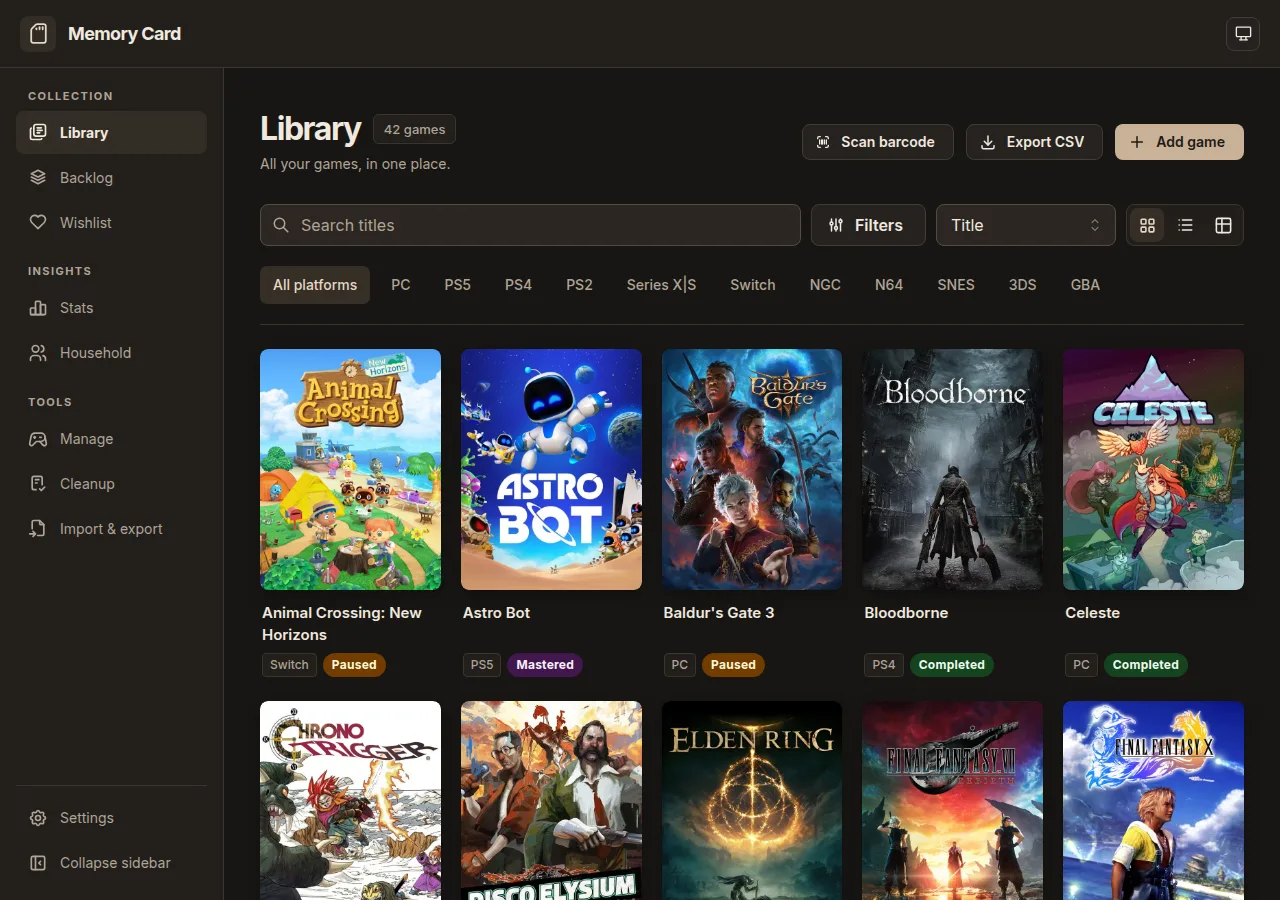 Memory Card
COLLECTION
Library
Backlog
Wishlist
INSIGHTS
Stats
Household
TOOLS
Manage
Cleanup
Import & export
Settings
Collapse sidebar
Library
42 games
All your games, in one place.
Scan barcode
Export CSV
Add game
Search titles
Filters
Title
All platforms
PC
PS5
PS4
PS2
Series X|S
Switch
NGC
N64
SNES
3DS
GBA
New
Horizons
Animal
Crossing
ASTRO
BOT
Baldur's
Gate
Bloodborne
CELESTE
Animal Crossing: New
Horizons
Switch
Paused
Astro Bot
PS5
Mastered
Baldur's Gate 3
PC
Paused
Bloodborne
PS4
Completed
Celeste
PC
Completed
CHRONO
TRIGGER
DISCO ELYSIUM
ELDEN RING
FINAL FANTASY VII
REBIRTH
FINAL FANTASY X